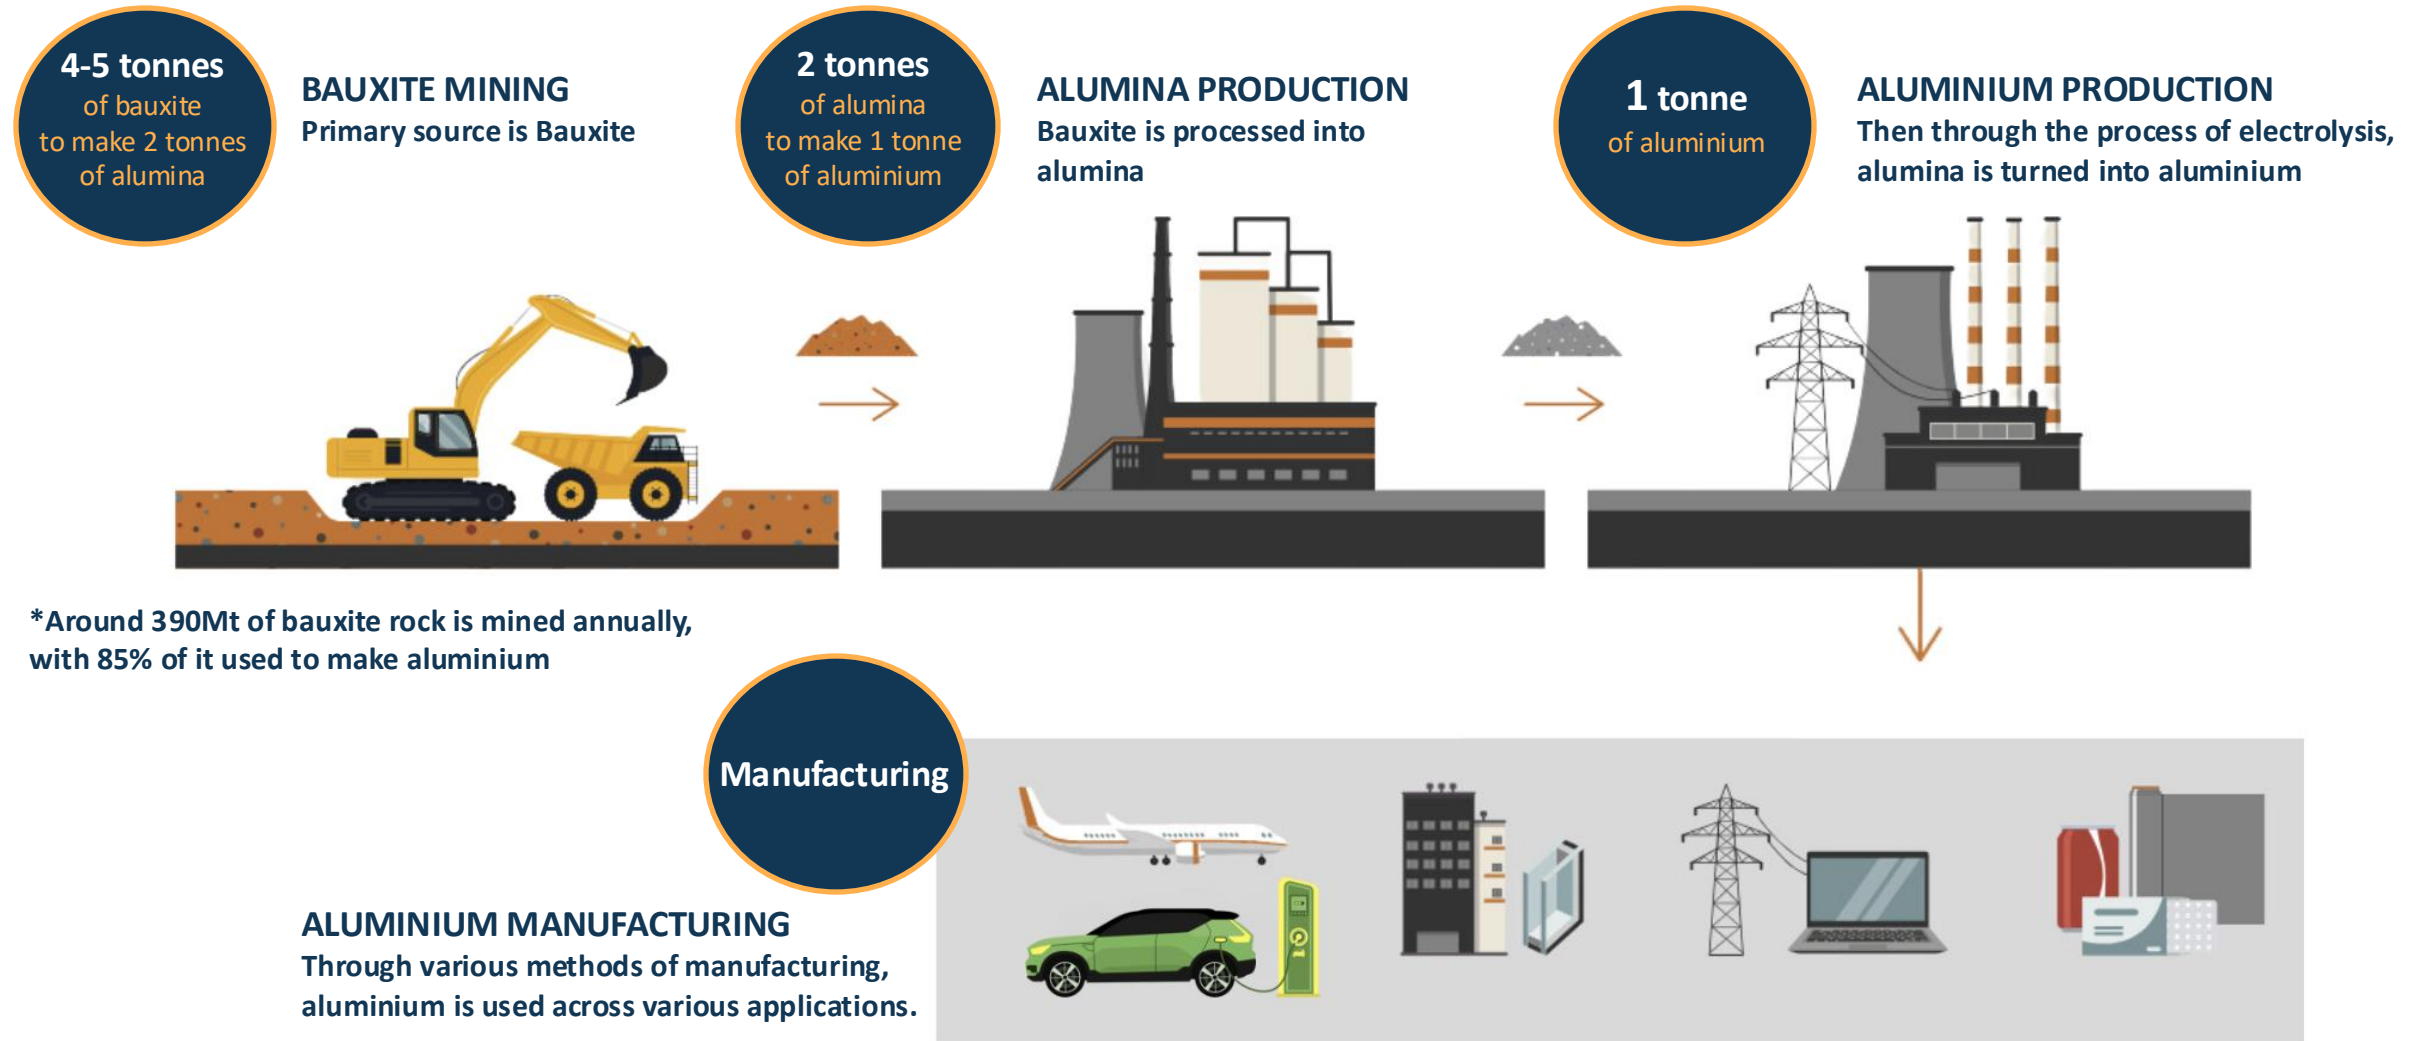 4-5 tonnes
of bauxite
to make 2 tonnes
of alumina
BAUXITE MINING
Primary source is Bauxite
2 tonnes
of alumina
to make 1 tonne
of aluminium
ALUMINA PRODUCTION
Bauxite is processed into
alumina
1 tonne
of aluminium
ALUMINIUM PRODUCTION
Then through the process of electrolysis,
alumina is turned into aluminium
*Around 390Mt of bauxite rock is mined annually,
with 85% of it used to make aluminium
Manufacturing
ALUMINIUM MANUFACTURING
Through various methods of manufacturing,
aluminium is used across various applications.